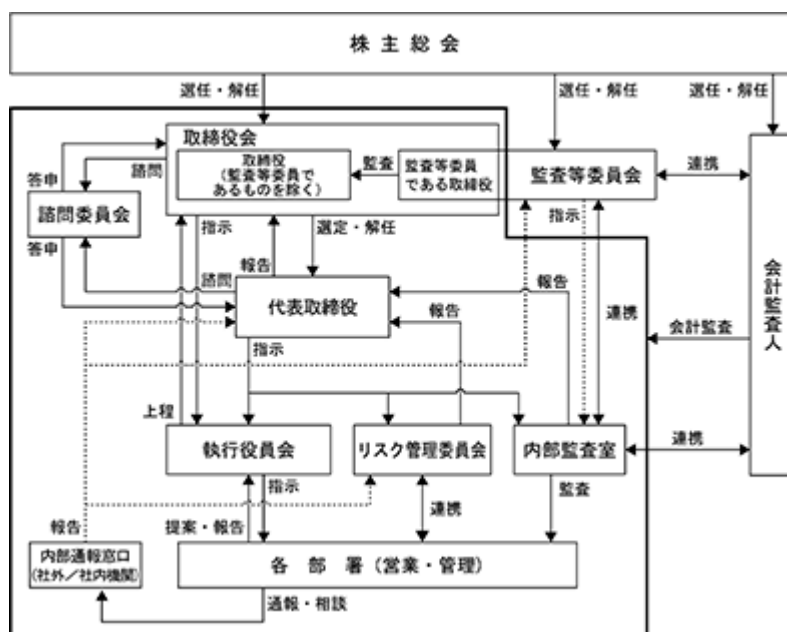 株主総会
選任・解任
選任・解任
選任・解任
取締役会
取締役
(監査等委員で
あるものを除く)
監査
監査等委員
である取締役
監査等委員会
連携
答申
諮問
諮問委員会
答申
諮問
指示
報告
選定・解任
指示
代表取締役
報告
報告
連携
会計監査
会計監査人
指示
上程
執行役員会
リスク管理委員会
内部監査室
連携
指示
監査
報告
提案・報告
連携
内部通報窓口
(社外/社内機関)
各部署(営業・管理)
通報・相談